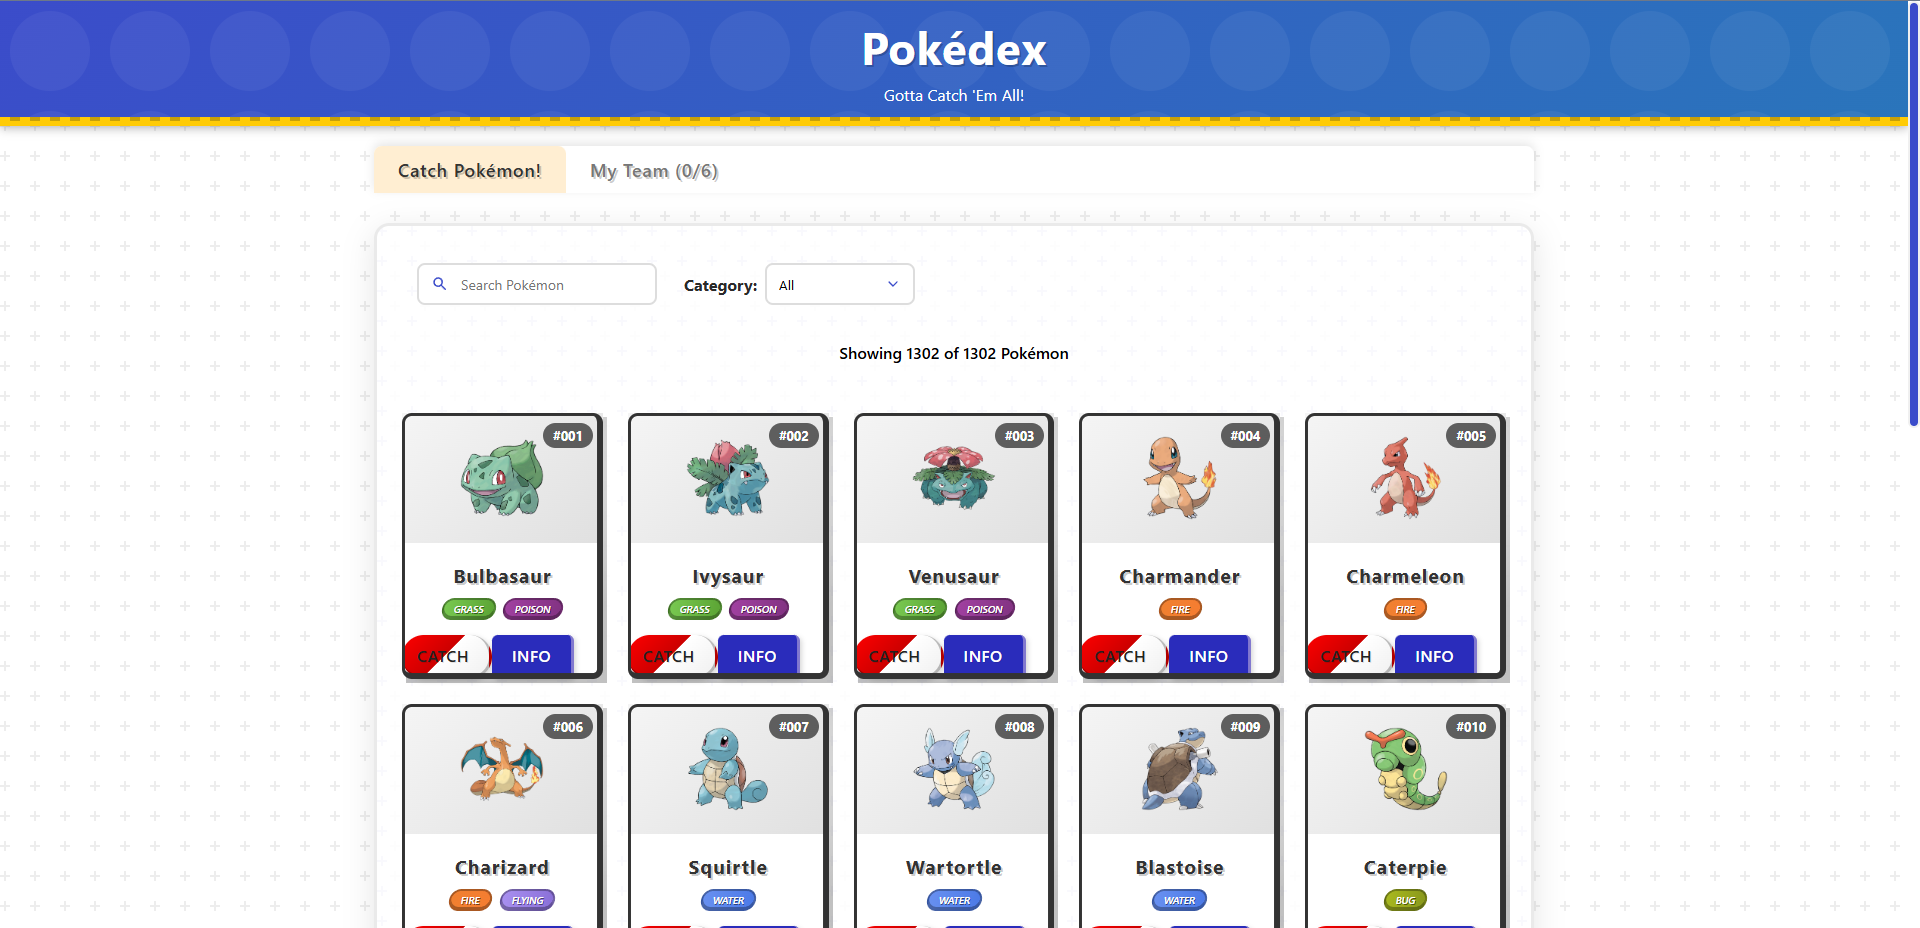 Pokédex
Gotta Catch 'Em All!
Catch Pokémon! My Team (0/6)
Search Pokémon Category: All
Showing 1302 of 1302 Pokémon
#001 #002 #003 #004 #005
Bulbasaur Ivysaur Venusaur Charmander Charmeleon
GRASS POISON GRASS POISON GRASS POISON FIRE FIRE
CATCH INFO CATCH INFO CATCH INFO CATCH INFO CATCH INFO
#006 #007 #008 #009 #010
Charizard Squirtle Wartortle Blastoise Caterpie
FIRE FLYING WATER WATER WATER BUG